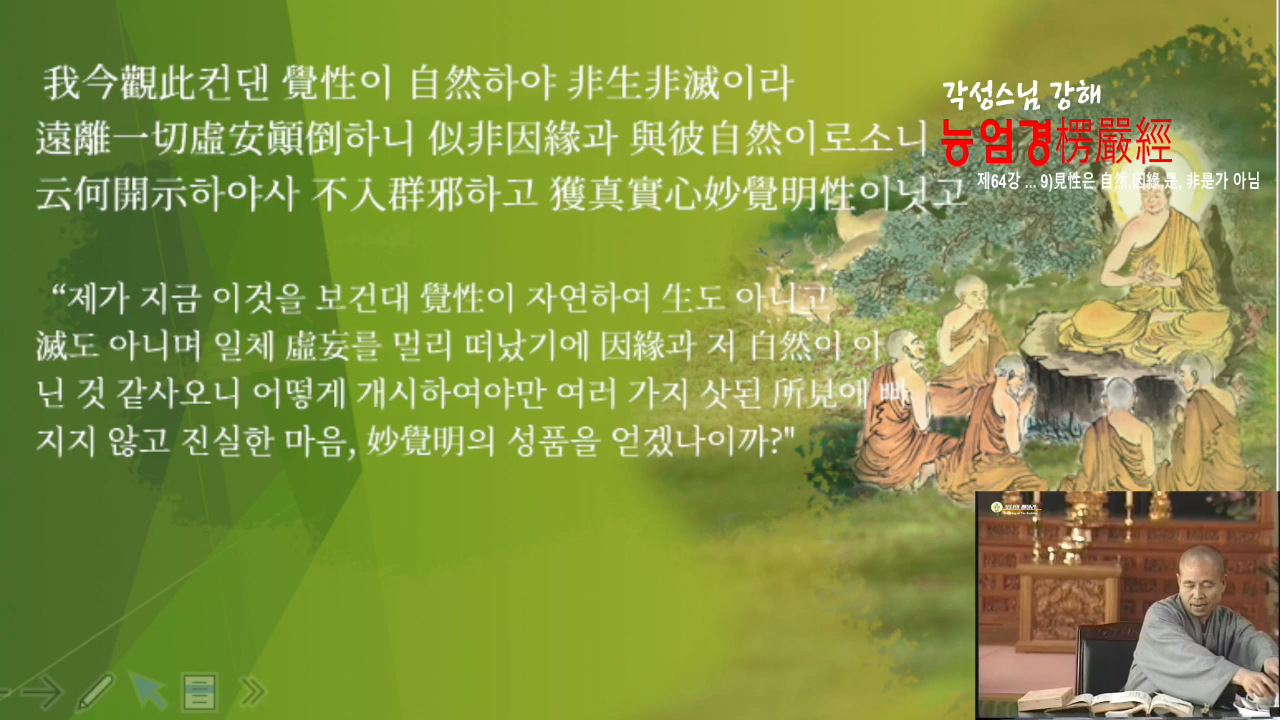 我今觀此컨댄 覺性이 自然하야 非生非滅이라
遠離一切虛妄顚倒하니 似非因緣과 與彼自然이로소니
云何開示하야사 不入群邪하고 獲真實心妙覺明性이닛고
“제가 지금 이것을 보건대 覺性이 자연하여 生도 아니고
滅도 아니며 일체 虛妄를 멀리 떠났기에 因緣과 저 自然이 아
닌 것 같사오니 어떻게 개시하여야만 여러 가지 삿된 所見에 빠
지지 않고 진실한 마음, 妙覺明의 성품을 얻겠나이까?"
각성스님 강해
능엄경楞嚴經
제64강 ... 9)見性은 自然,因緣,是, 非是가 아님